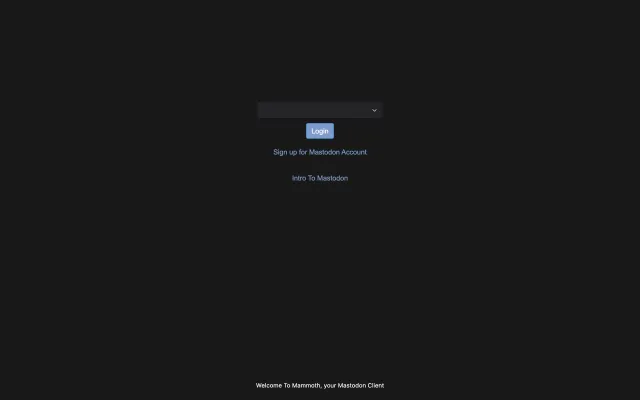 Login
Sign up for Mastodon Account
Intro To Mastodon
Welcome To Mammoth, your Mastodon Client